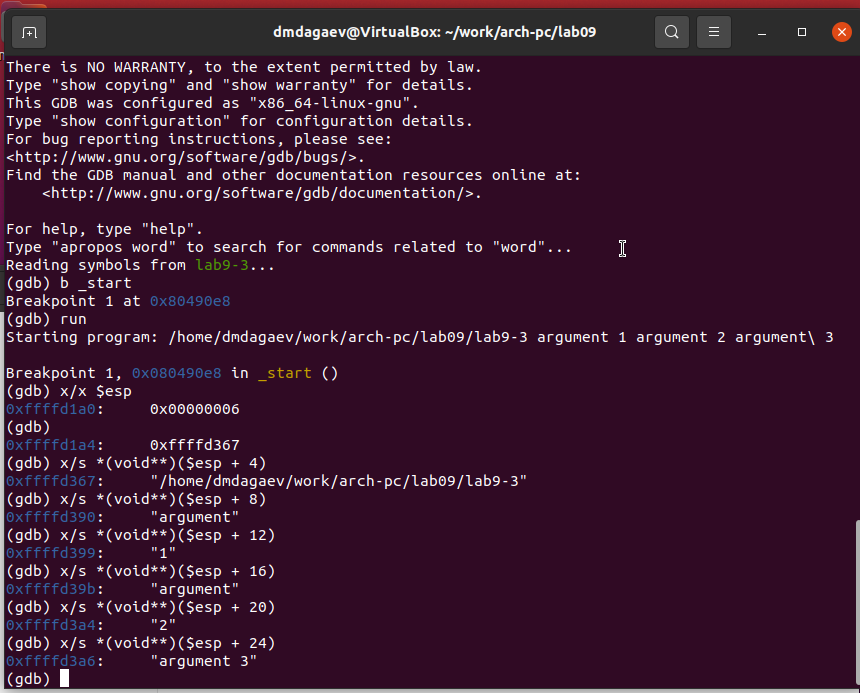 dmdagaev@VirtualBox: ~/work/arch-pc/lab09
There is NO WARRANTY, to the extent permitted by law.
Type "show copying" and "show warranty" for details.
This GDB was configured as "x86_64-linux-gnu".
Type "show configuration" for configuration details.
For bug reporting instructions, please see:
<http://www.gnu.org/software/gdb/bugs/>.
Find the GDB manual and other documentation resources online at:
    <http://www.gnu.org/software/gdb/documentation/>.

For help, type "help".
Type "apropos word" to search for commands related to "word"...
Reading symbols from lab9-3...
(gdb) b _start
Breakpoint 1 at 0x80490e8
(gdb) run
Starting program: /home/dmdagaev/work/arch-pc/lab09/lab9-3 argument 1 argument 2 argument\ 3

Breakpoint 1, 0x080490e8 in _start ()
(gdb) x/x $esp
0xffffd1a0:     0x00000006
(gdb)
0xffffd1a4:     0xffffd367
(gdb) x/s *(void**)($esp + 4)
0xffffd367:     "/home/dmdagaev/work/arch-pc/lab09/lab9-3"
(gdb) x/s *(void**)($esp + 8)
0xffffd390:     "argument"
(gdb) x/s *(void**)($esp + 12)
0xffffd399:     "1"
(gdb) x/s *(void**)($esp + 16)
0xffffd39b:     "argument"
(gdb) x/s *(void**)($esp + 20)
0xffffd3a4:     "2"
(gdb) x/s *(void**)($esp + 24)
0xffffd3a6:     "argument 3"
(gdb)